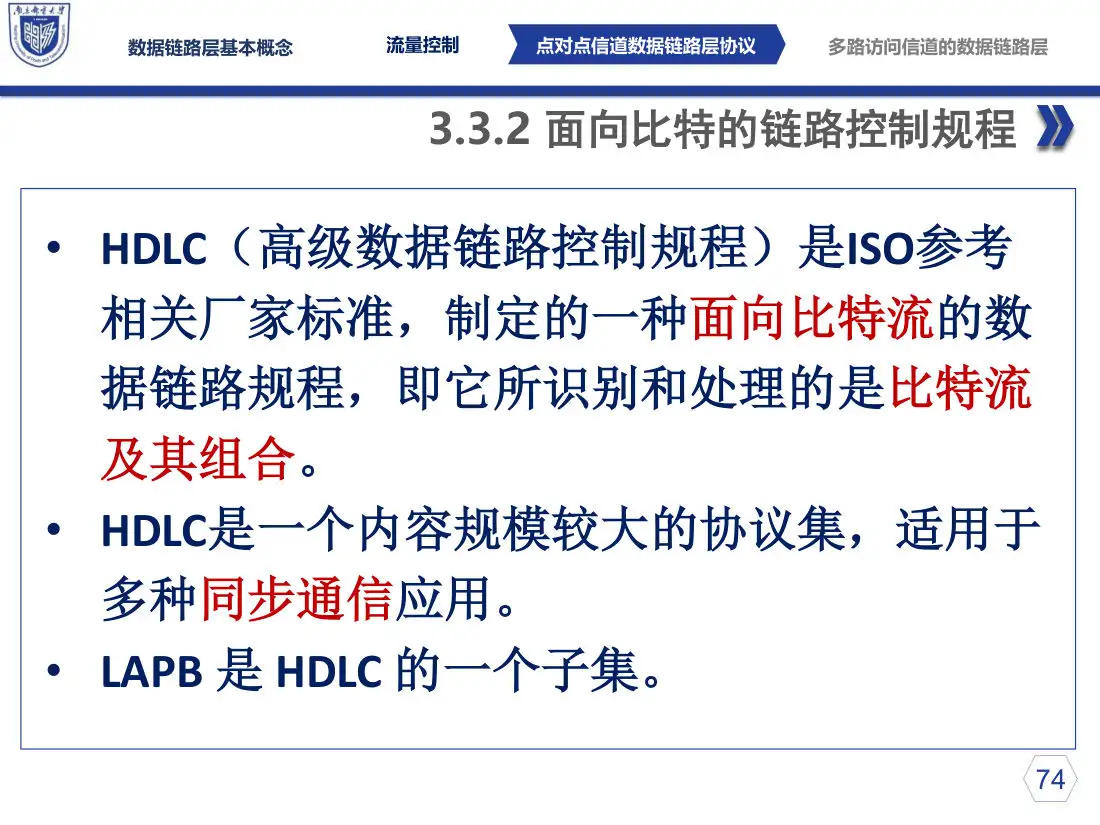 南京邮电大学
数据链路层基本概念
流量控制
点对点信道数据链路层协议
多路访问信道的数据链路层
3.3.2 面向比特的链路控制规程
• HDLC（高级数据链路控制规程）是ISO参考
相关厂家标准，制定的一种面向比特流的数
据链路规程，即它所识别和处理的是比特流
及其组合。
• HDLC是一个内容规模较大的协议集，适用于
多种同步通信应用。
• LAPB 是 HDLC 的一个子集。
74